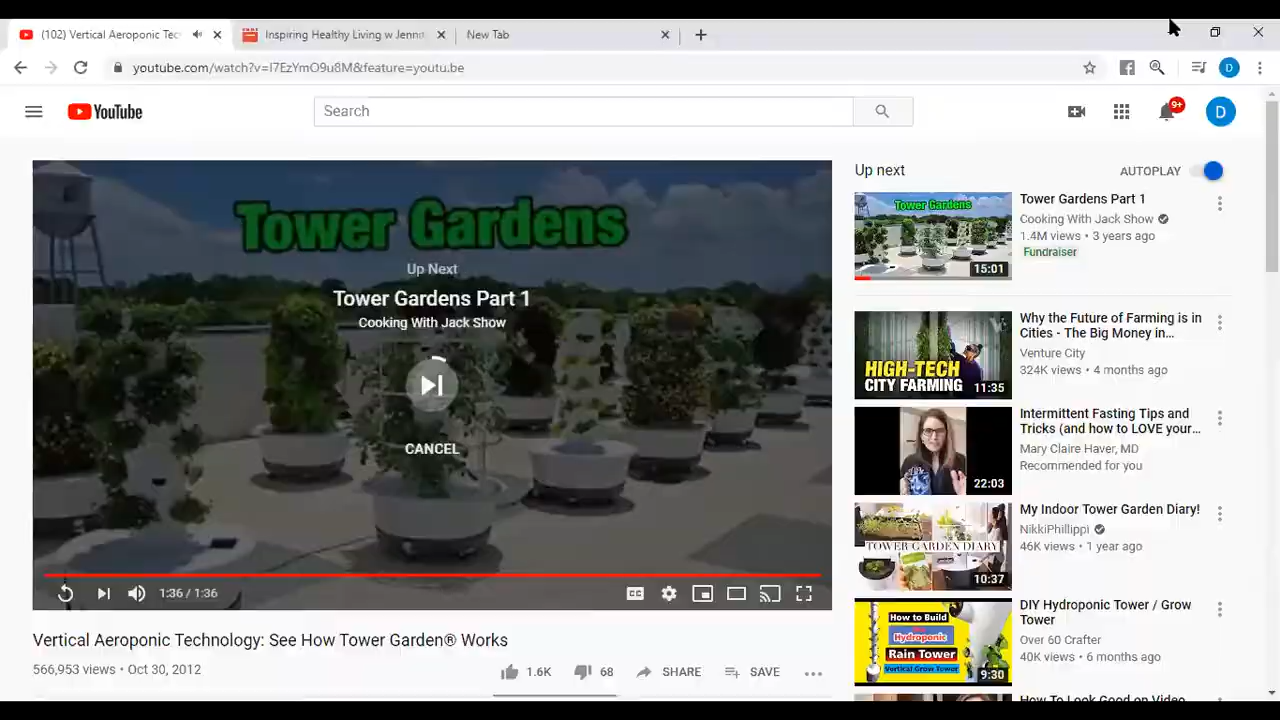 (102) Vertical Aeroponic Tec
Inspiring Healthy Living w Jenni
New Tab
youtube.com/watch?v=I7EzYmO9u8M&feature=youtu.be
D
YouTube
Search
9+
D
Tower Gardens
Up Next
Tower Gardens Part 1
Cooking With Jack Show
CANCEL
1:36 / 1:36
CC
Vertical Aeroponic Technology: See How Tower Garden® Works
566,953 views • Oct 30, 2012
1.6K
68
SHARE
SAVE
Up next
AUTOPLAY
Tower Gardens
15:01
Tower Gardens Part 1
Cooking With Jack Show
1.4M views • 3 years ago
Fundraiser
HIGH-TECH
CITY FARMING
11:35
Why the Future of Farming is in
Cities - The Big Money in...
Venture City
324K views • 4 months ago
22:03
Intermittent Fasting Tips and
Tricks (and how to LOVE your...
Mary Claire Haver, MD
Recommended for you
TOWER GARDEN DIARY
10:37
My Indoor Tower Garden Diary!
NikkiPhillippi
46K views • 1 year ago
How to Build
Hydroponic
Rain Tower
Vertical Grow Tower
9:30
DIY Hydroponic Tower / Grow
Tower
Over 60 Crafter
40K views • 6 months ago
How To Look Good on Video